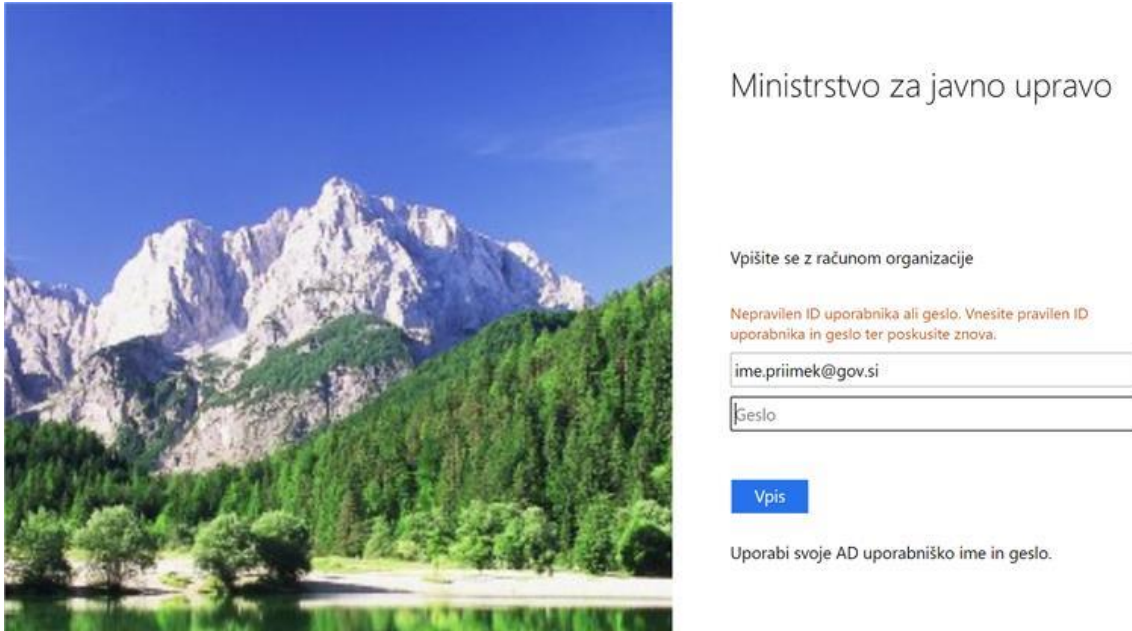 Ministrstvo za javno upravo
Vpišite se z računom organizacije
Nepravilen ID uporabnika ali geslo. Vnesite pravilen ID
uporabnika in geslo ter poskusite znova.
ime.priimek@gov.si
Geslo
Vpis
Uporabi svoje AD uporabniško ime in geslo.